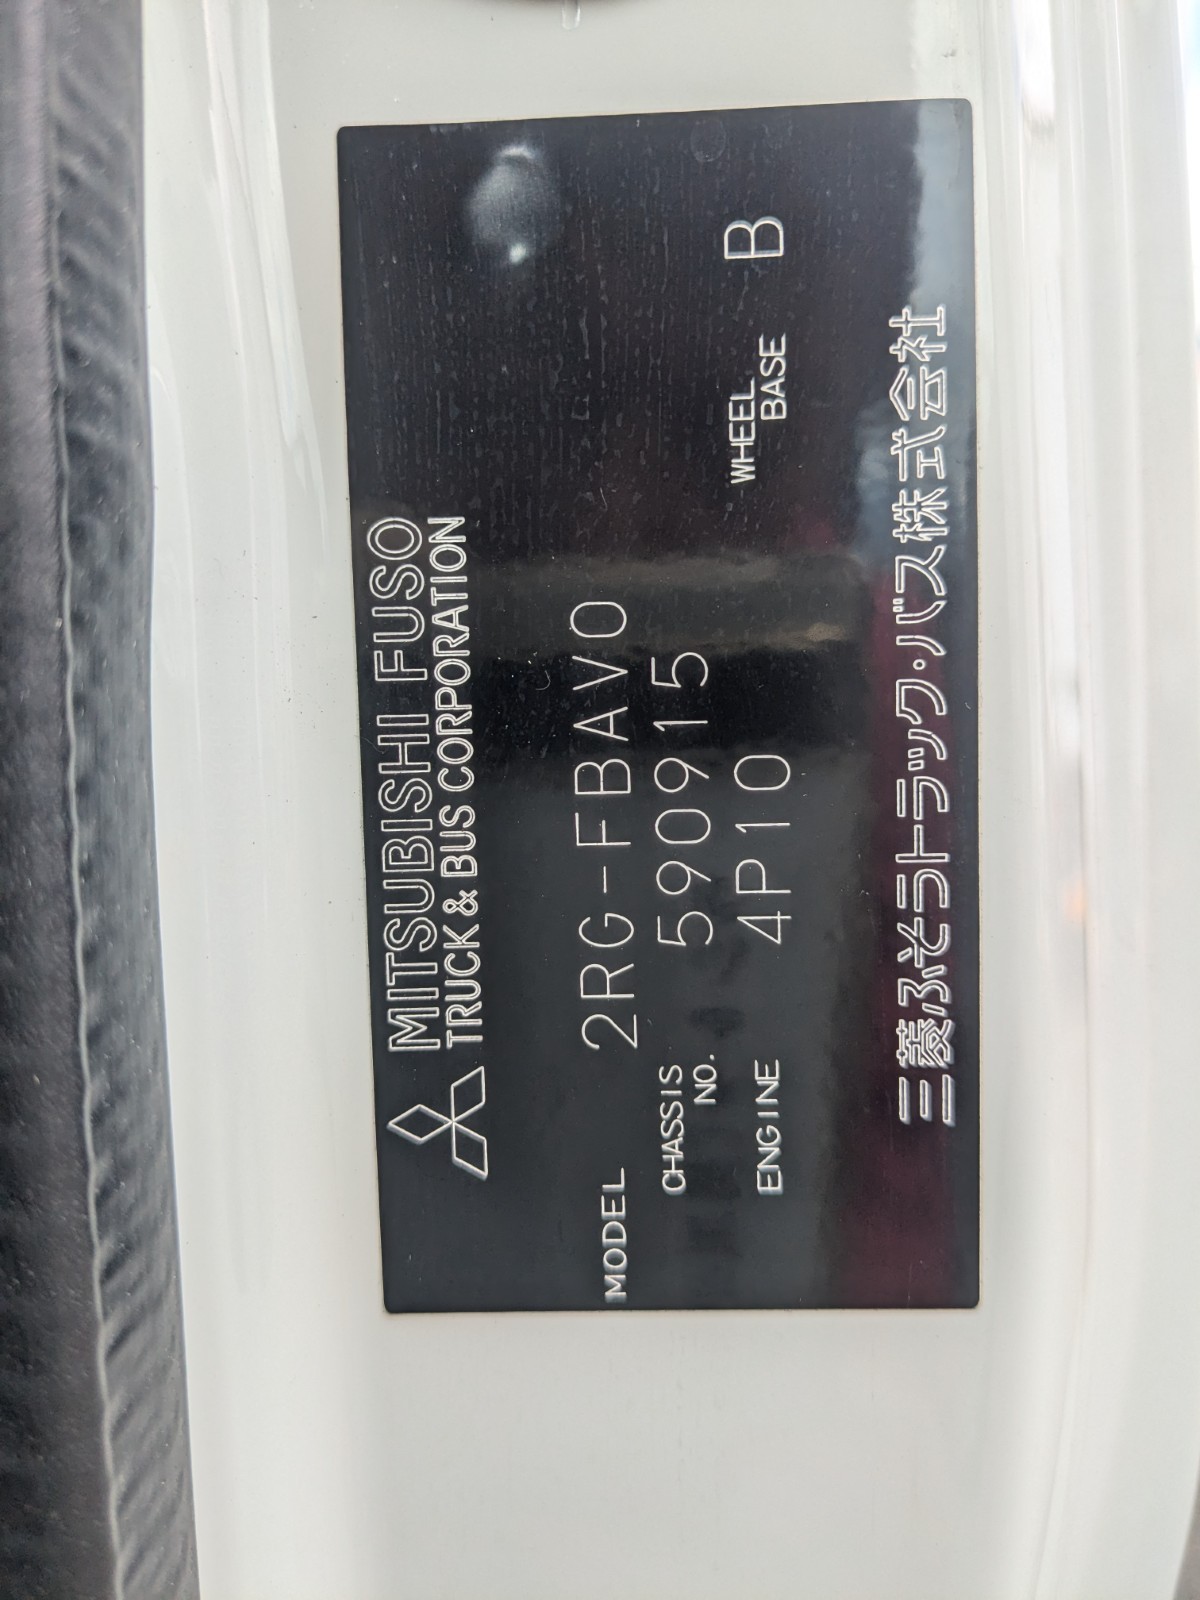 MITSUBISHI FUSO
TRUCK & BUS CORPORATION
MODEL 2RG-FBAV0
CHASSIS NO. 590915
ENGINE 4P10 WHEEL BASE B
三菱ふそうトラック・バス株式会社